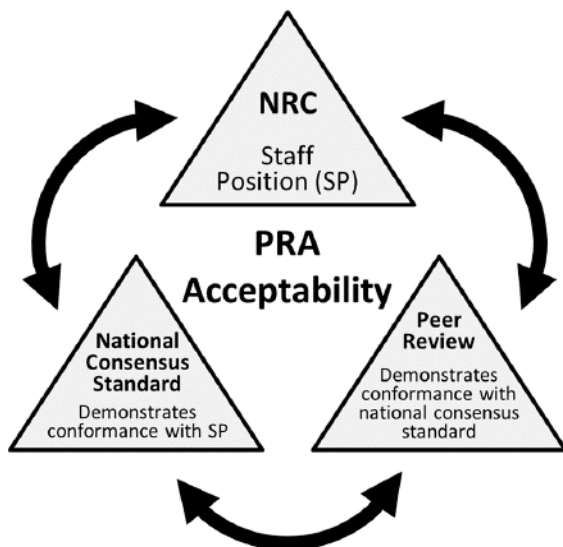 NRC
Staff
Position (SP)
PRA
Acceptability
National
Consensus
Standard
Demonstrates
conformance with SP
Peer
Review
Demonstrates
conformance with
national consensus
standard